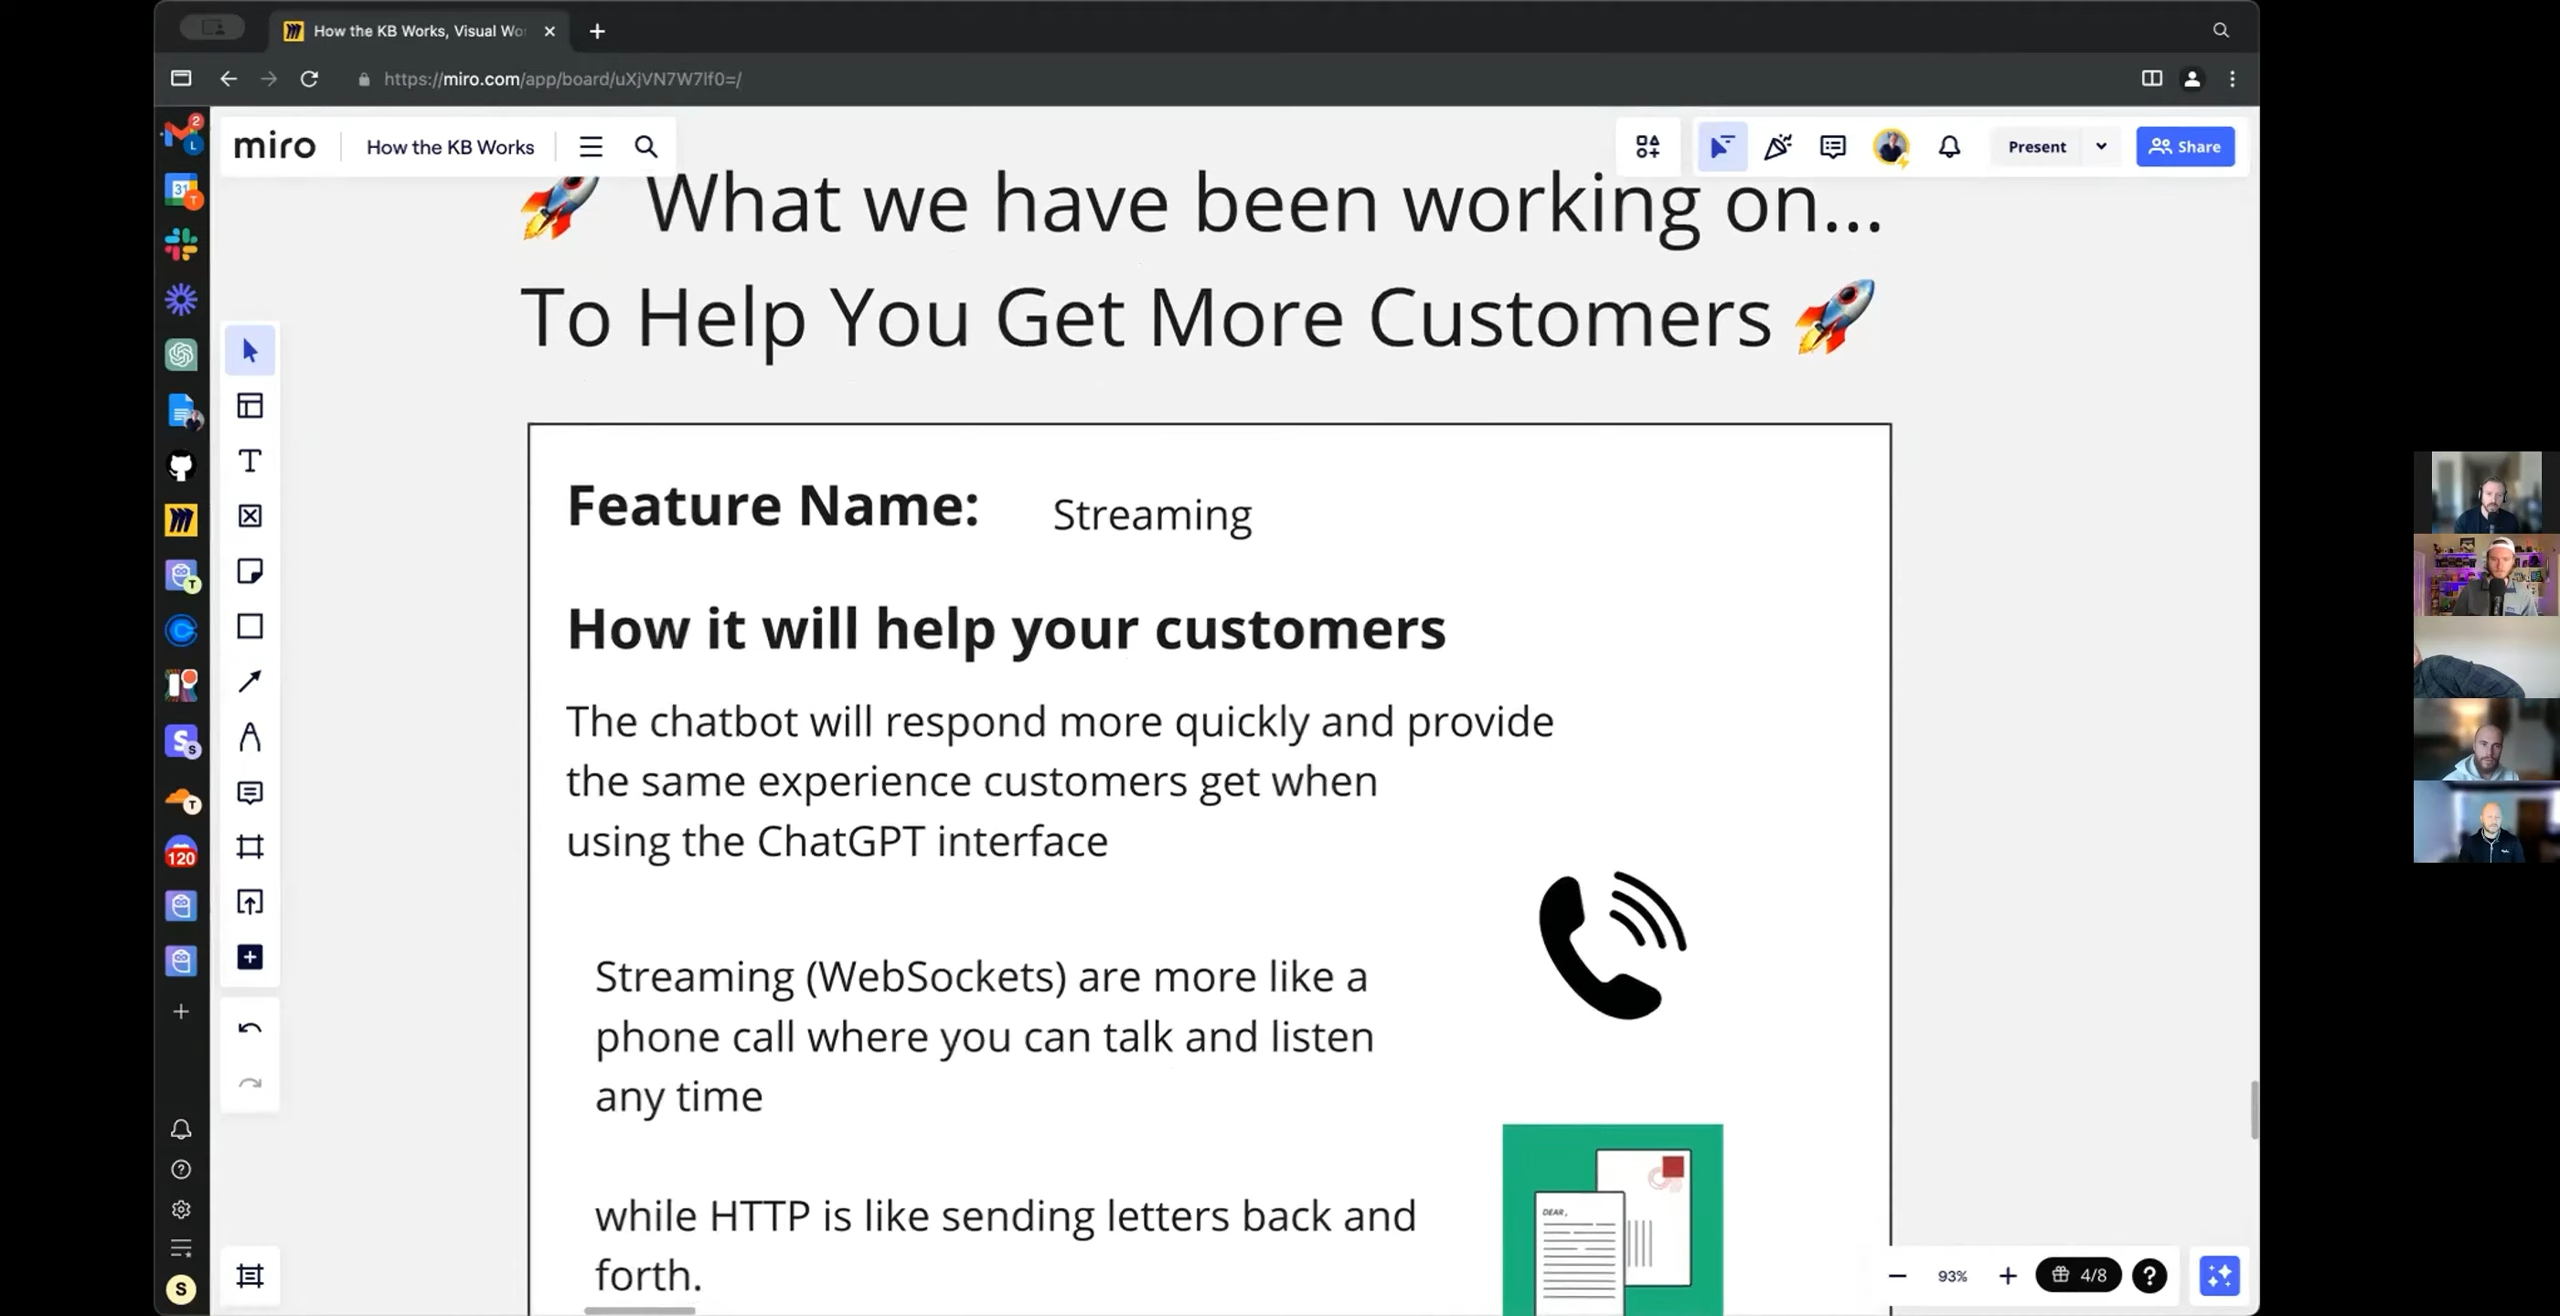 How the KB Works, Visual Wo
https://miro.com/app/board/uXjVN7W7lf0=/
2
L
miro
How the KB Works
Present
Share
31
T
🚀 What we have been working on...
To Help You Get More Customers 🚀
Feature Name: Streaming
How it will help your customers
The chatbot will respond more quickly and provide
the same experience customers get when
using the ChatGPT interface
Streaming (WebSockets) are more like a
phone call where you can talk and listen
any time
while HTTP is like sending letters back and
forth.
DEAR,
T
T
S
S
T
120
S
93%
4/8